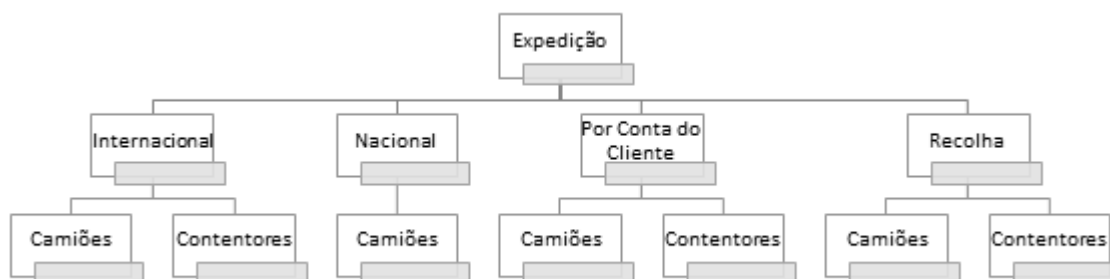 Expedição
Internacional
Nacional
Por Conta do
Cliente
Recolha
Camiões
Contentores
Camiões
Camiões
Contentores
Camiões
Contentores